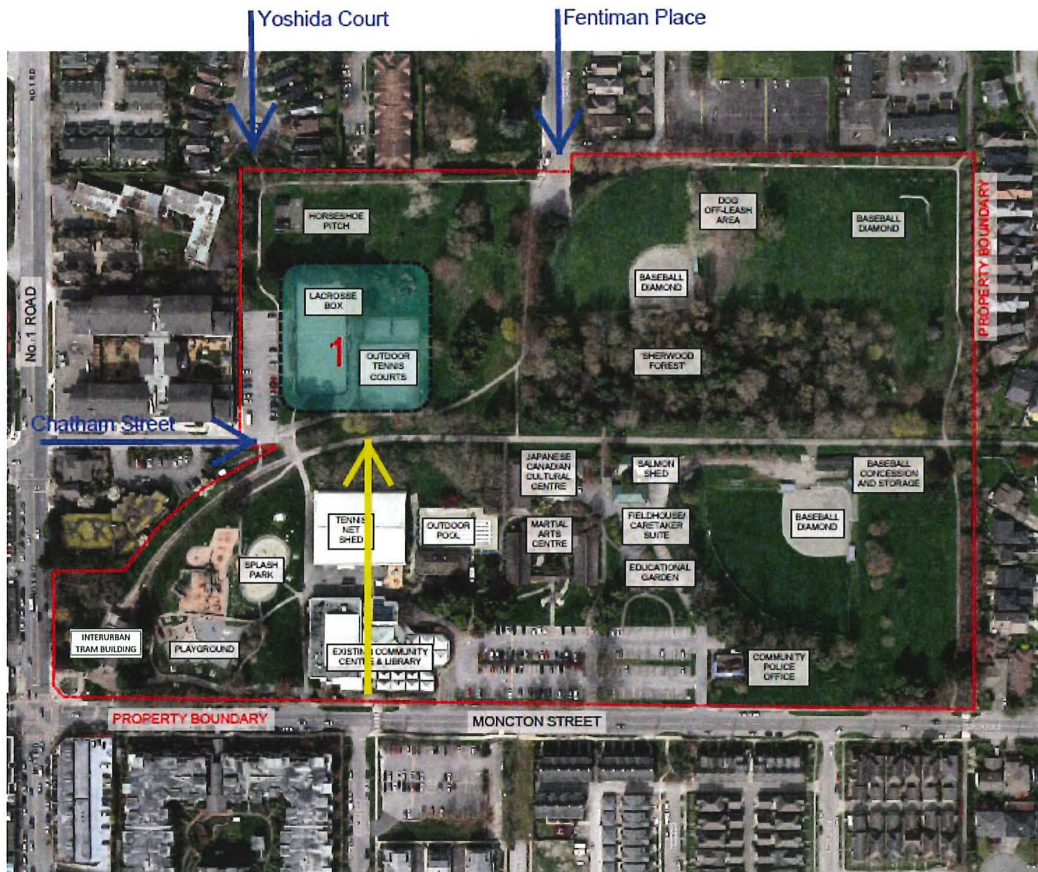 Yoshida Court
Fentiman Place
NO. 1 RD
HORSESHOE
PITCH
DOG
OFF-LEASH
AREA
BASEBALL
DIAMOND
BASEBALL
DIAMOND
PROPERTY BOUNDARY
LACROSSE
BOX
1
OUTDOOR
TENNIS
COURTS
No. 1 ROAD
'SHERWOOD
FOREST'
Chatham Street
JAPANESE
CANADIAN
CULTURAL
CENTRE
SALMON
SHED
BASEBALL
CONCESSION
AND STORAGE
TENNIS
NET
SHED
OUTDOOR
POOL
MARTIAL
ARTS
CENTRE
FIELDHOUSE/
CARETAKER
SUITE
BASEBALL
DIAMOND
SPLASH
PARK
EDUCATIONAL
GARDEN
INTERURBAN
TRAM BUILDING
PLAYGROUND
EXISTING COMMUNITY
CENTRE & LIBRARY
COMMUNITY
POLICE
OFFICE
PROPERTY BOUNDARY
MONCTON STREET